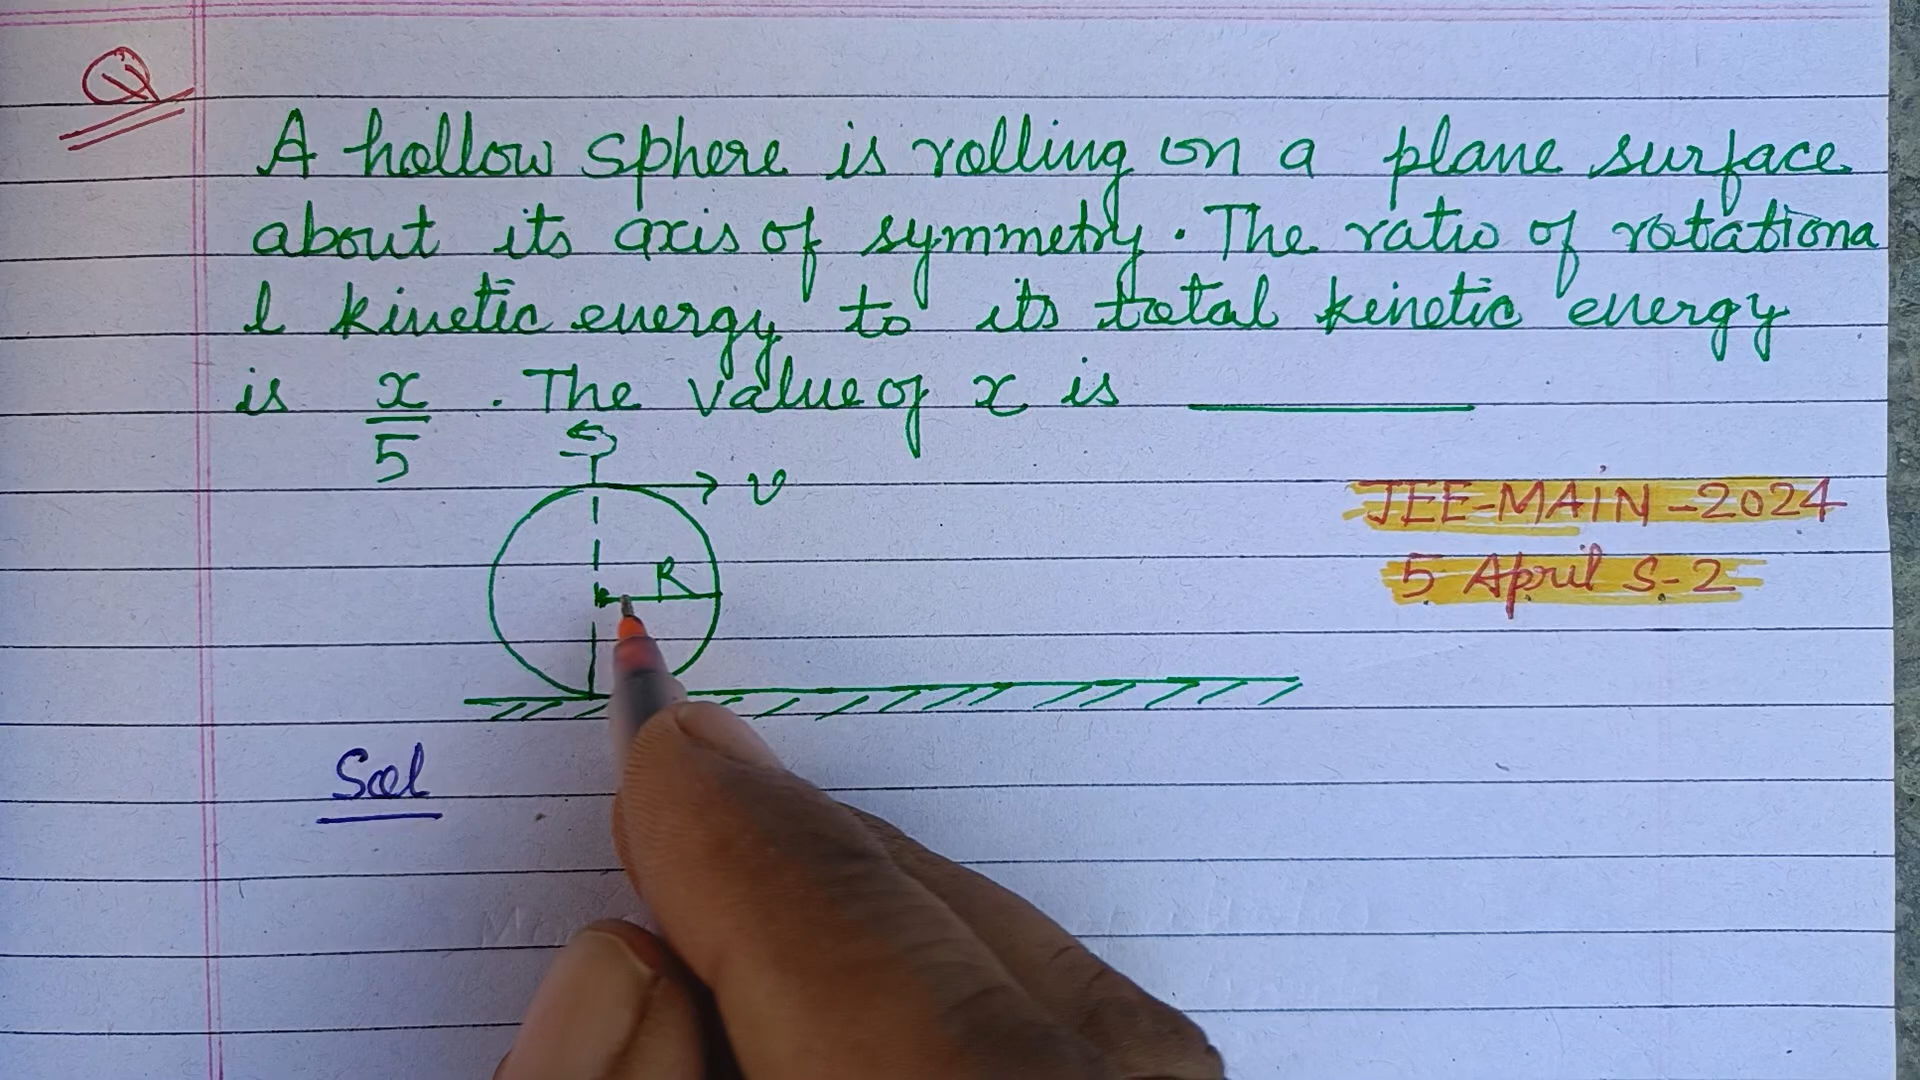 Q
A hollow sphere is rolling on a plane surface
about its axis of symmetry. The ratio of rotationa
l kinetic energy to its total kinetic energy
is x/5. The value of x is ________
v
JEE-MAIN-2024
R
5 April S-2
Sol